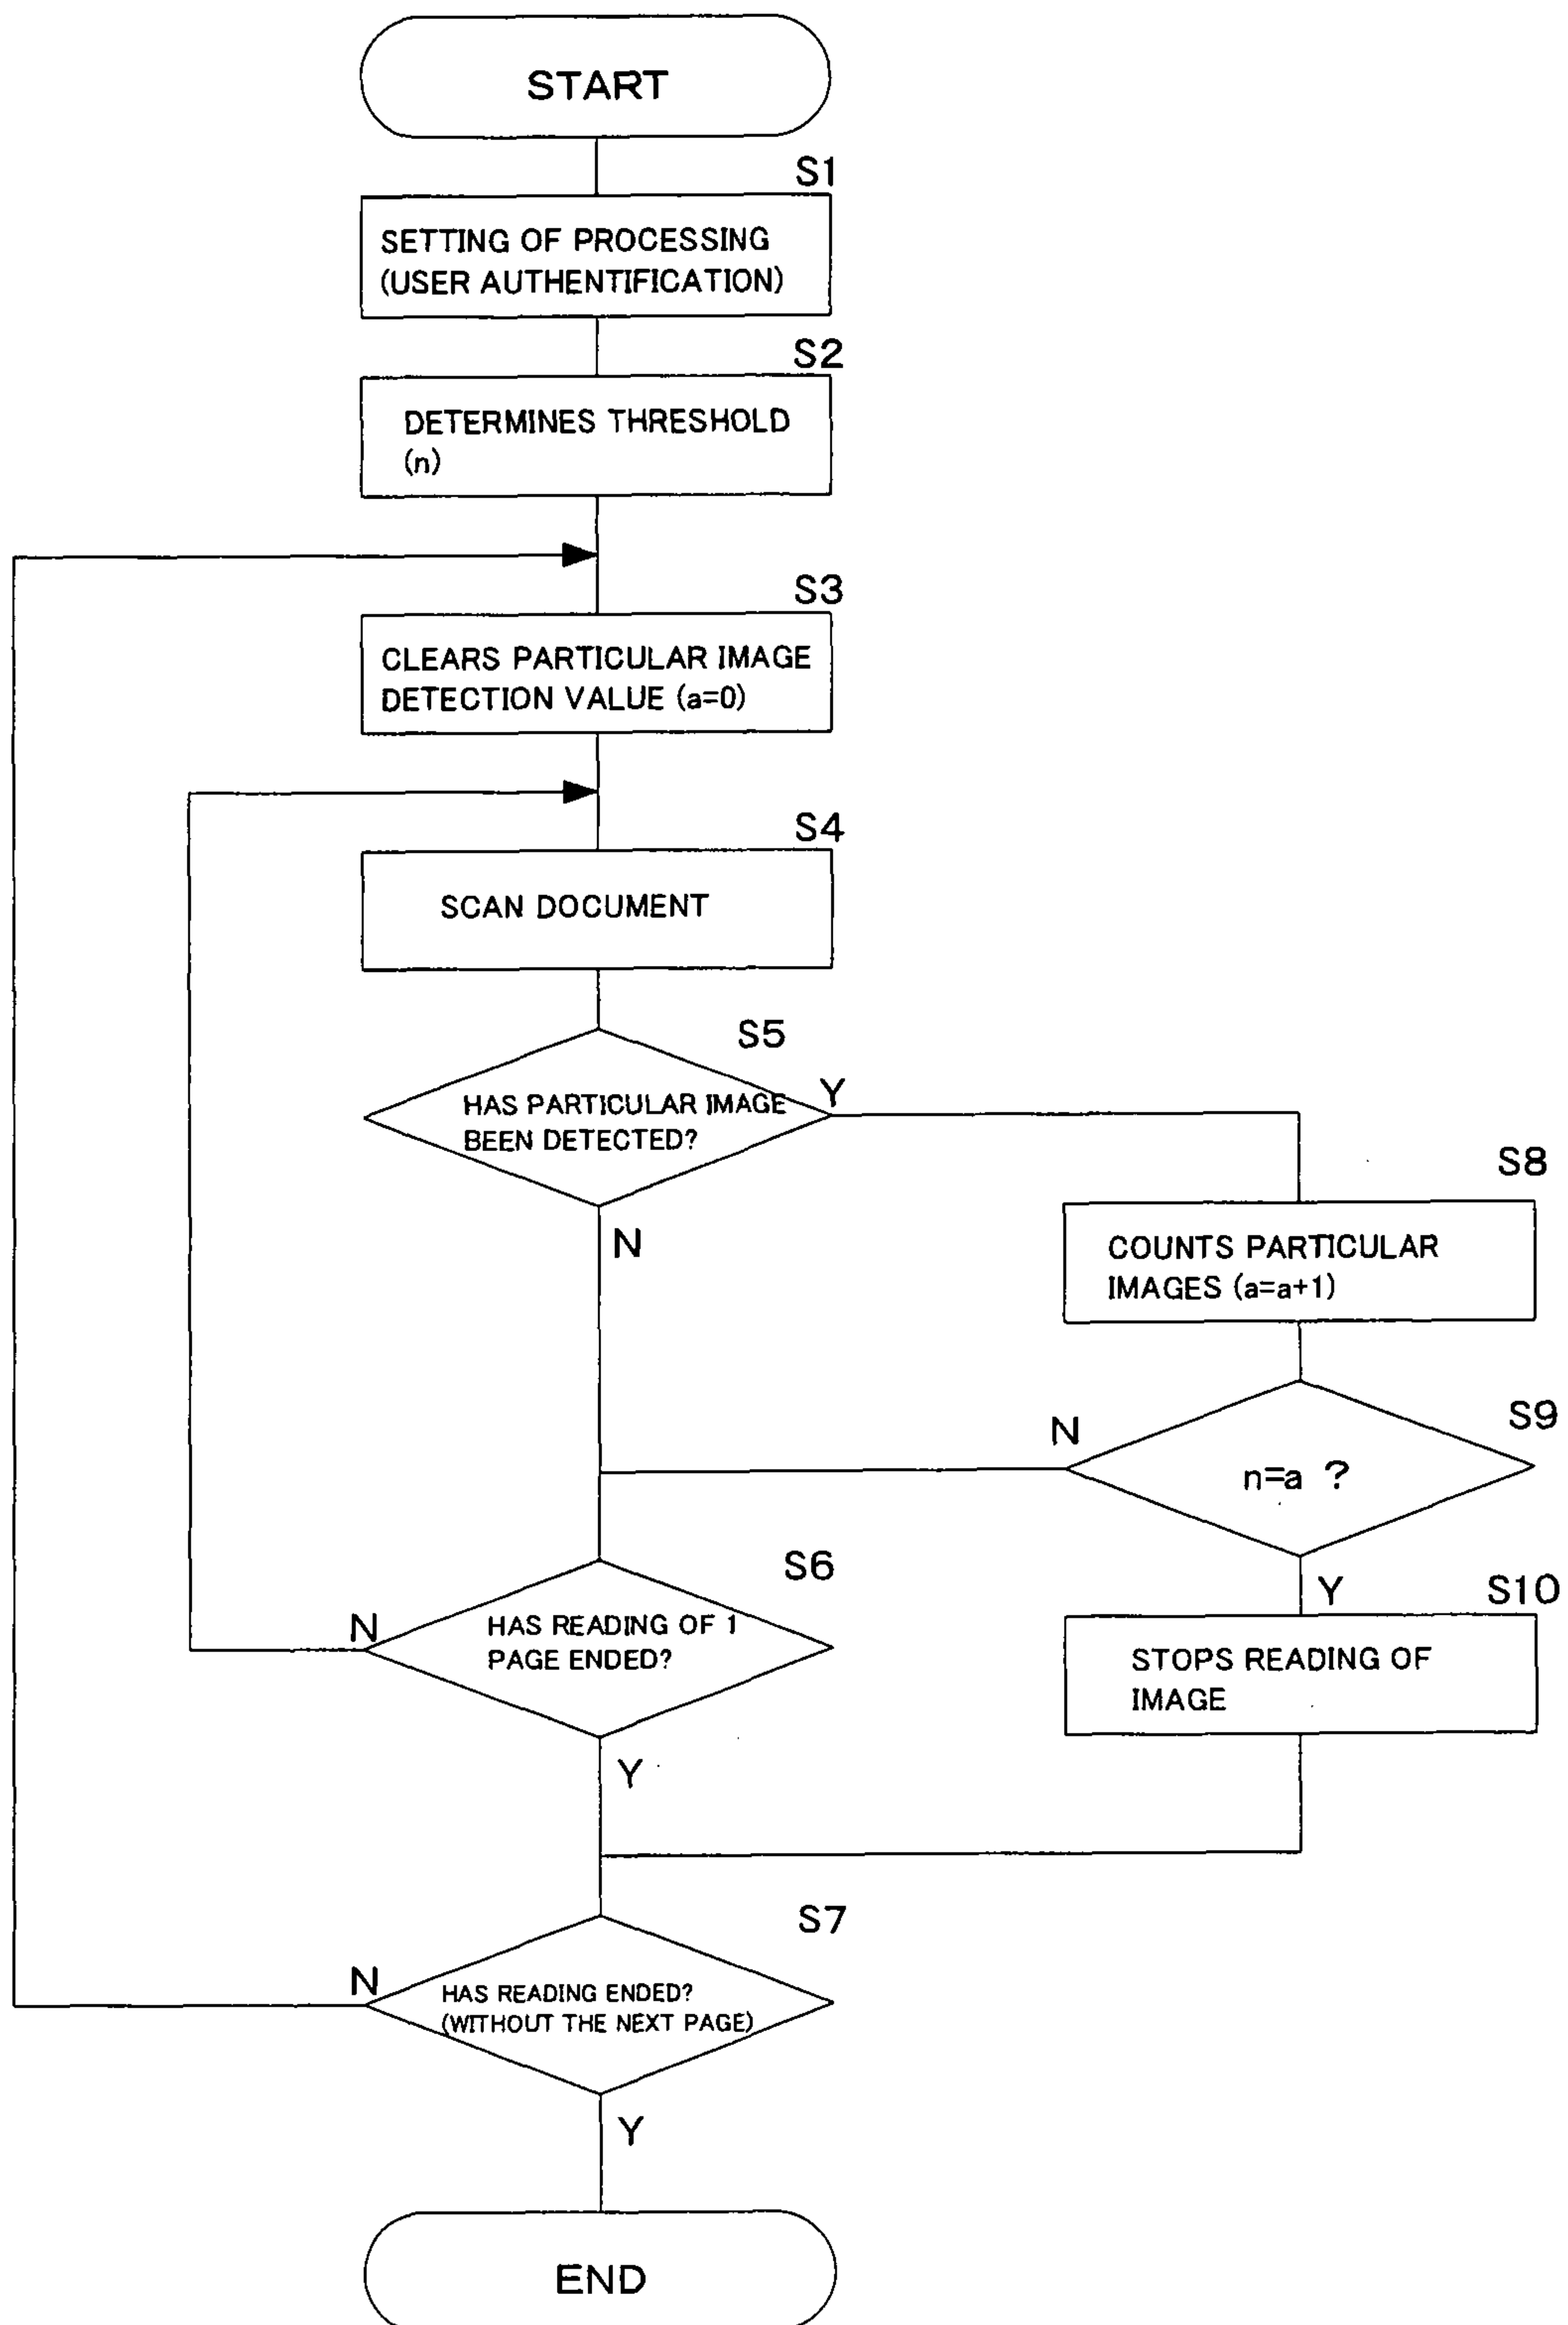 START
S1
SETTING OF PROCESSING
(USER AUTHENTIFICATION)
S2
DETERMINES THRESHOLD
(n)
S3
CLEARS PARTICULAR IMAGE
DETECTION VALUE (a=0)
S4
SCAN DOCUMENT
S5
HAS PARTICULAR IMAGE
BEEN DETECTED?
Y
N
S8
COUNTS PARTICULAR
IMAGES (a=a+1)
S9
n=a ?
N
Y
S10
STOPS READING OF
IMAGE
S6
HAS READING OF 1
PAGE ENDED?
N
Y
S7
HAS READING ENDED?
(WITHOUT THE NEXT PAGE)
N
Y
END